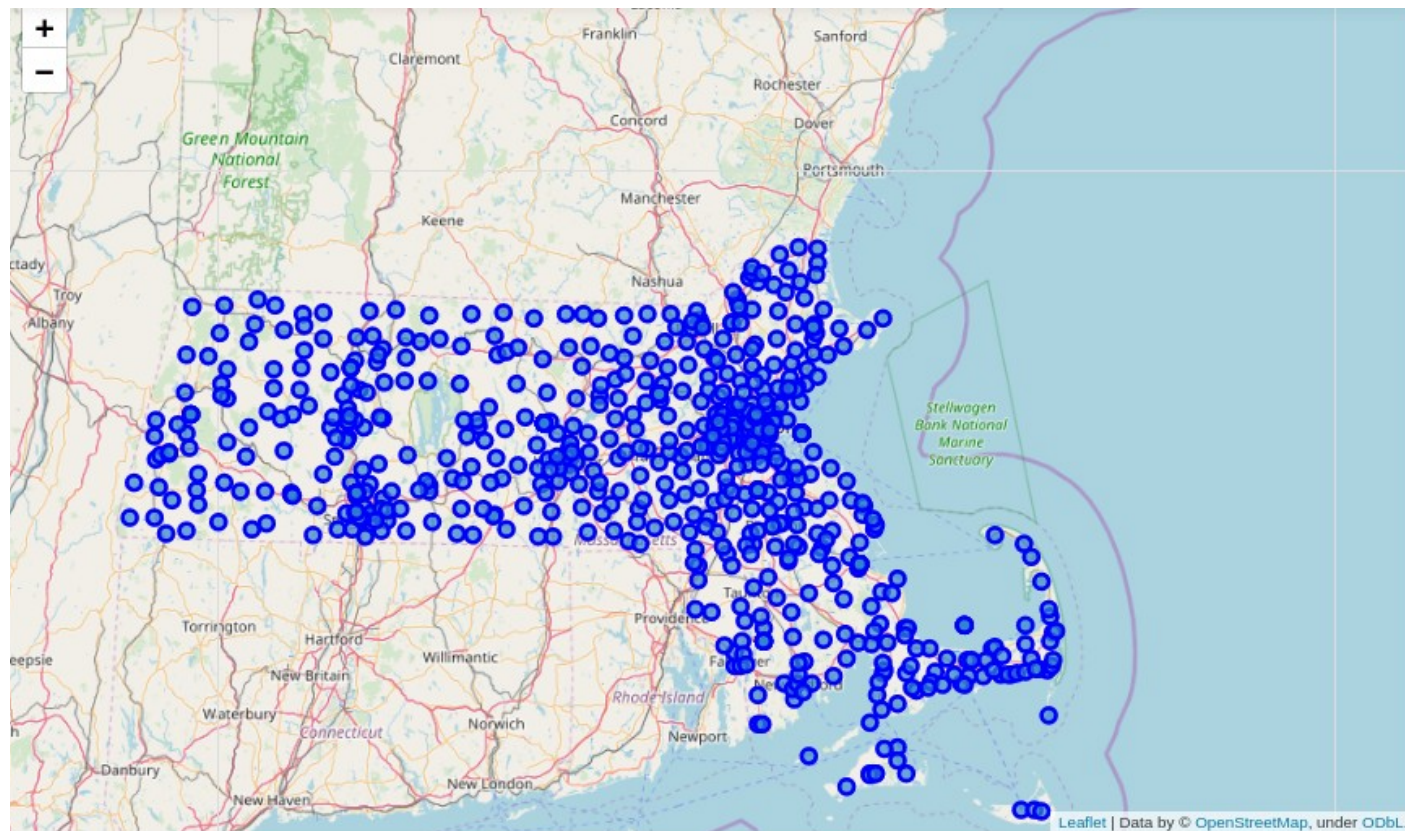 +
−
Franklin
Sanford
Claremont
Rochester
Concord
Dover
Green Mountain
National
Forest
Portsmouth
Manchester
Keene
ctady
Nashua
Troy
Albany
Stellwagen
Bank National
Marine
Sanctuary
Torrington
Hartford
Providence
Willimantic
eepsie
New Britain
Rhode Island
Waterbury
Norwich
Connecticut
Newport
Danbury
New London
New Haven
Leaflet | Data by © OpenStreetMap, under ODbL